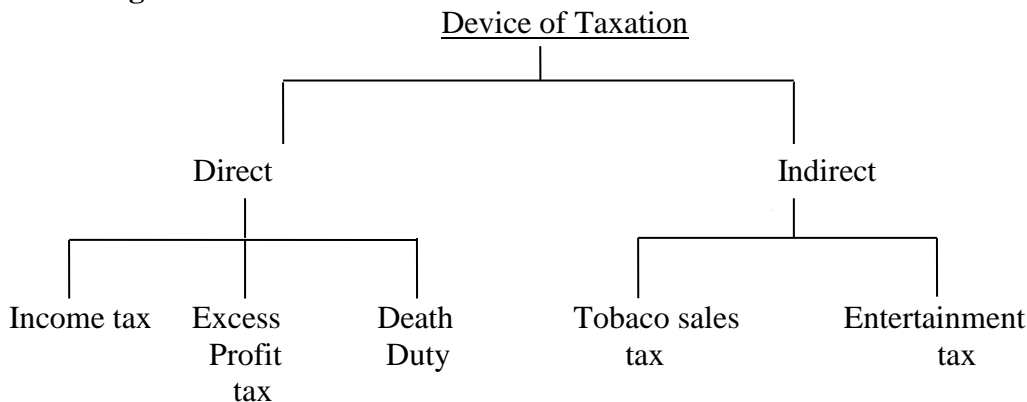 Device of Taxation
Direct Indirect
Income tax Excess Death Tobaco sales Entertainment
Profit Duty tax tax
tax